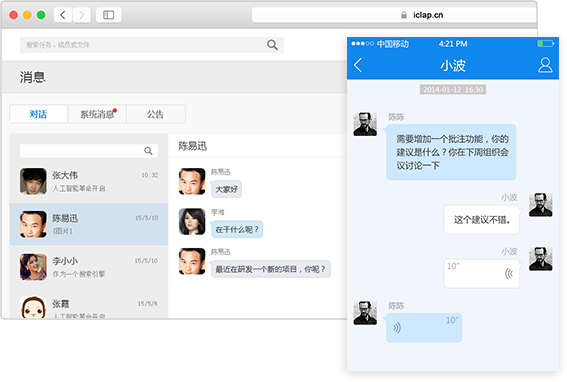 iclap.cn
搜索任务、成员或文件
消息
对话
系统消息
公告
张大伟
10:32
人工智能革命开启
陈易迅
15/5/10
[图片]
李小小
15/5/10
作为一个搜索引擎
张霞
15/5/6
人工智能革命开启
陈易迅
陈易迅
大家好
李湘
在干什么呢？
陈易迅
最近在研发一个新的项目，你呢？
中国移动
4:21 PM
小波
2014-01-12 16:30
陈陈
需要增加一个批注功能，你的
建议是什么？你在下周组织会
议讨论一下
小波
这个建议不错。
小波
10"
陈陈
10"